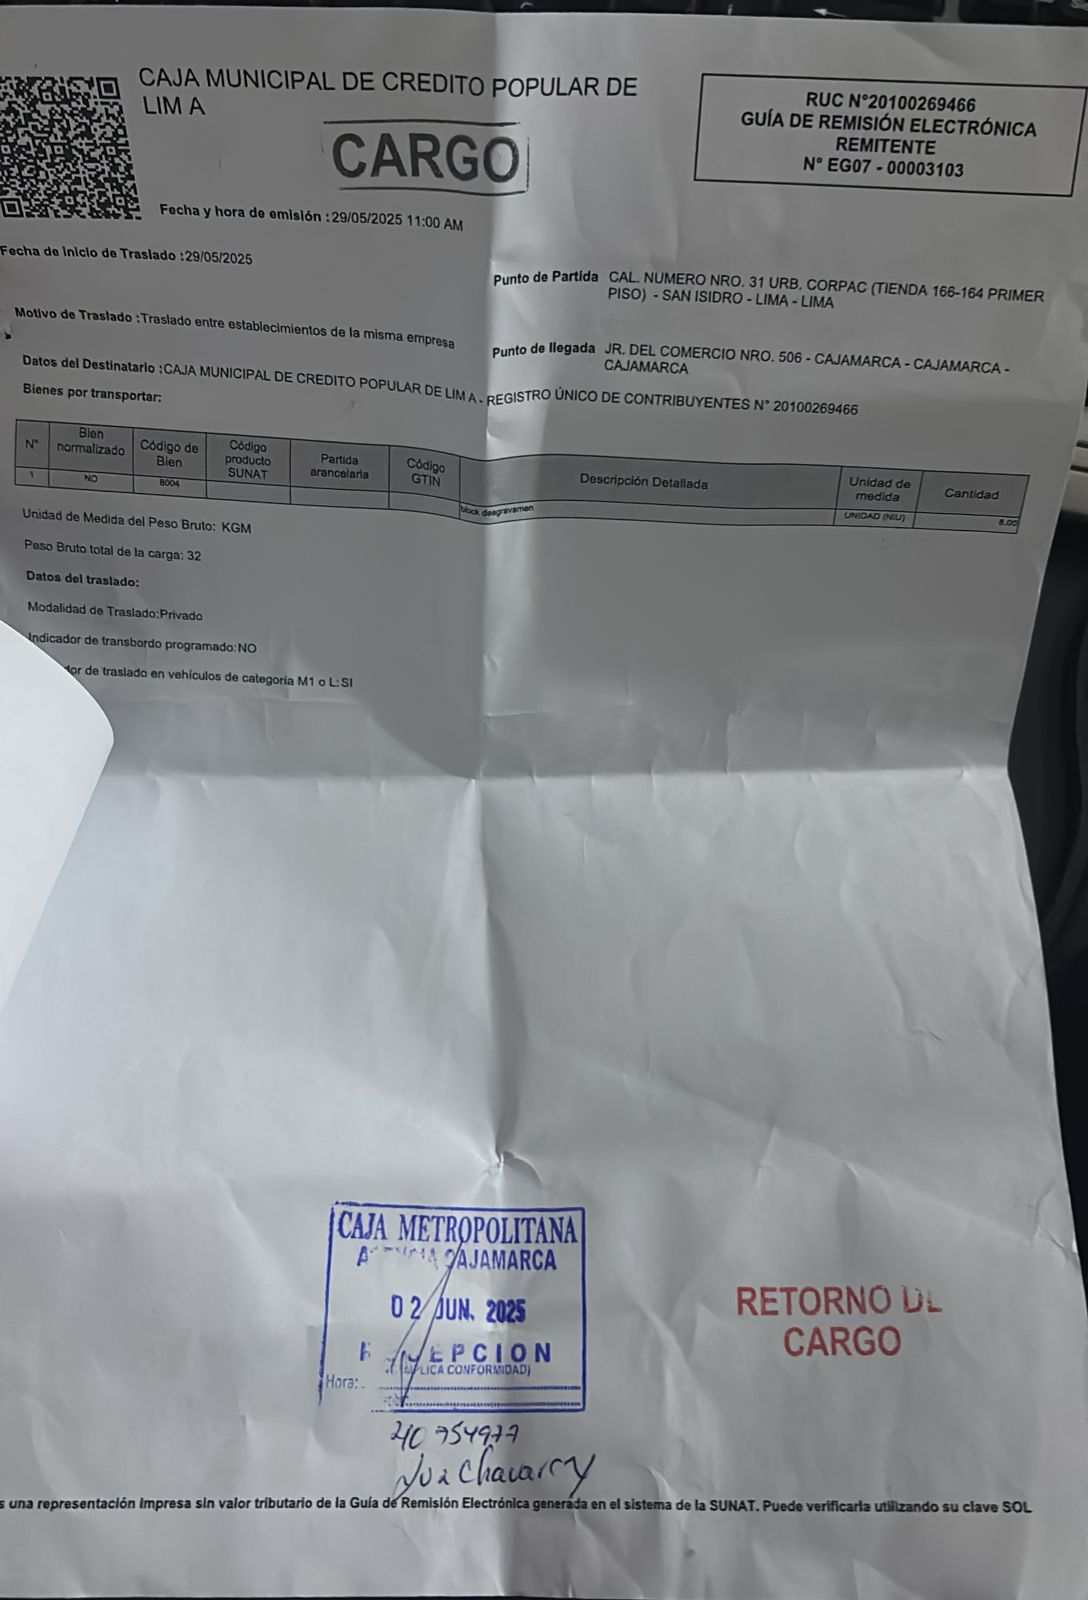 CAJA MUNICIPAL DE CREDITO POPULAR DE
LIM A
CARGO
RUC N°20100269466
GUÍA DE REMISIÓN ELECTRÓNICA
REMITENTE
N° EG07 - 00003103
Fecha y hora de emisión :29/05/2025 11:00 AM
Fecha de Inicio de Traslado :29/05/2025
Punto de Partida CAL. NUMERO NRO. 31 URB. CORPAC (TIENDA 166-164 PRIMER
PISO) - SAN ISIDRO - LIMA - LIMA
Motivo de Traslado :Traslado entre establecimientos de la misma empresa
Punto de llegada JR. DEL COMERCIO NRO. 506 - CAJAMARCA - CAJAMARCA -
CAJAMARCA
Datos del Destinatario :CAJA MUNICIPAL DE CREDITO POPULAR DE LIM A - REGISTRO ÚNICO DE CONTRIBUYENTES N° 20100269466
Bienes por transportar:
N° Bien normalizado Código de Bien Código producto SUNAT Partida arancelaria Código GTIN Descripción Detallada Unidad de medida Cantidad
1 NO 8004 block desgravamen UNIDAD (NIU) 8.00
Unidad de Medida del Peso Bruto: KGM
Peso Bruto total de la carga: 32
Datos del traslado:
Modalidad de Traslado:Privado
Indicador de transbordo programado:NO
de traslado en vehículos de categoría M1 o L:SI
CAJA METROPOLITANA
CAJAMARCA
02 JUN. 2025
CONFORMIDAD)
Hora:
RETORNO DE
CARGO
40754977
Chavarry
una representación impresa sin valor tributario de la Guía de Remisión Electrónica generada en el sistema de la SUNAT. Puede verificarla utilizando su clave SOL